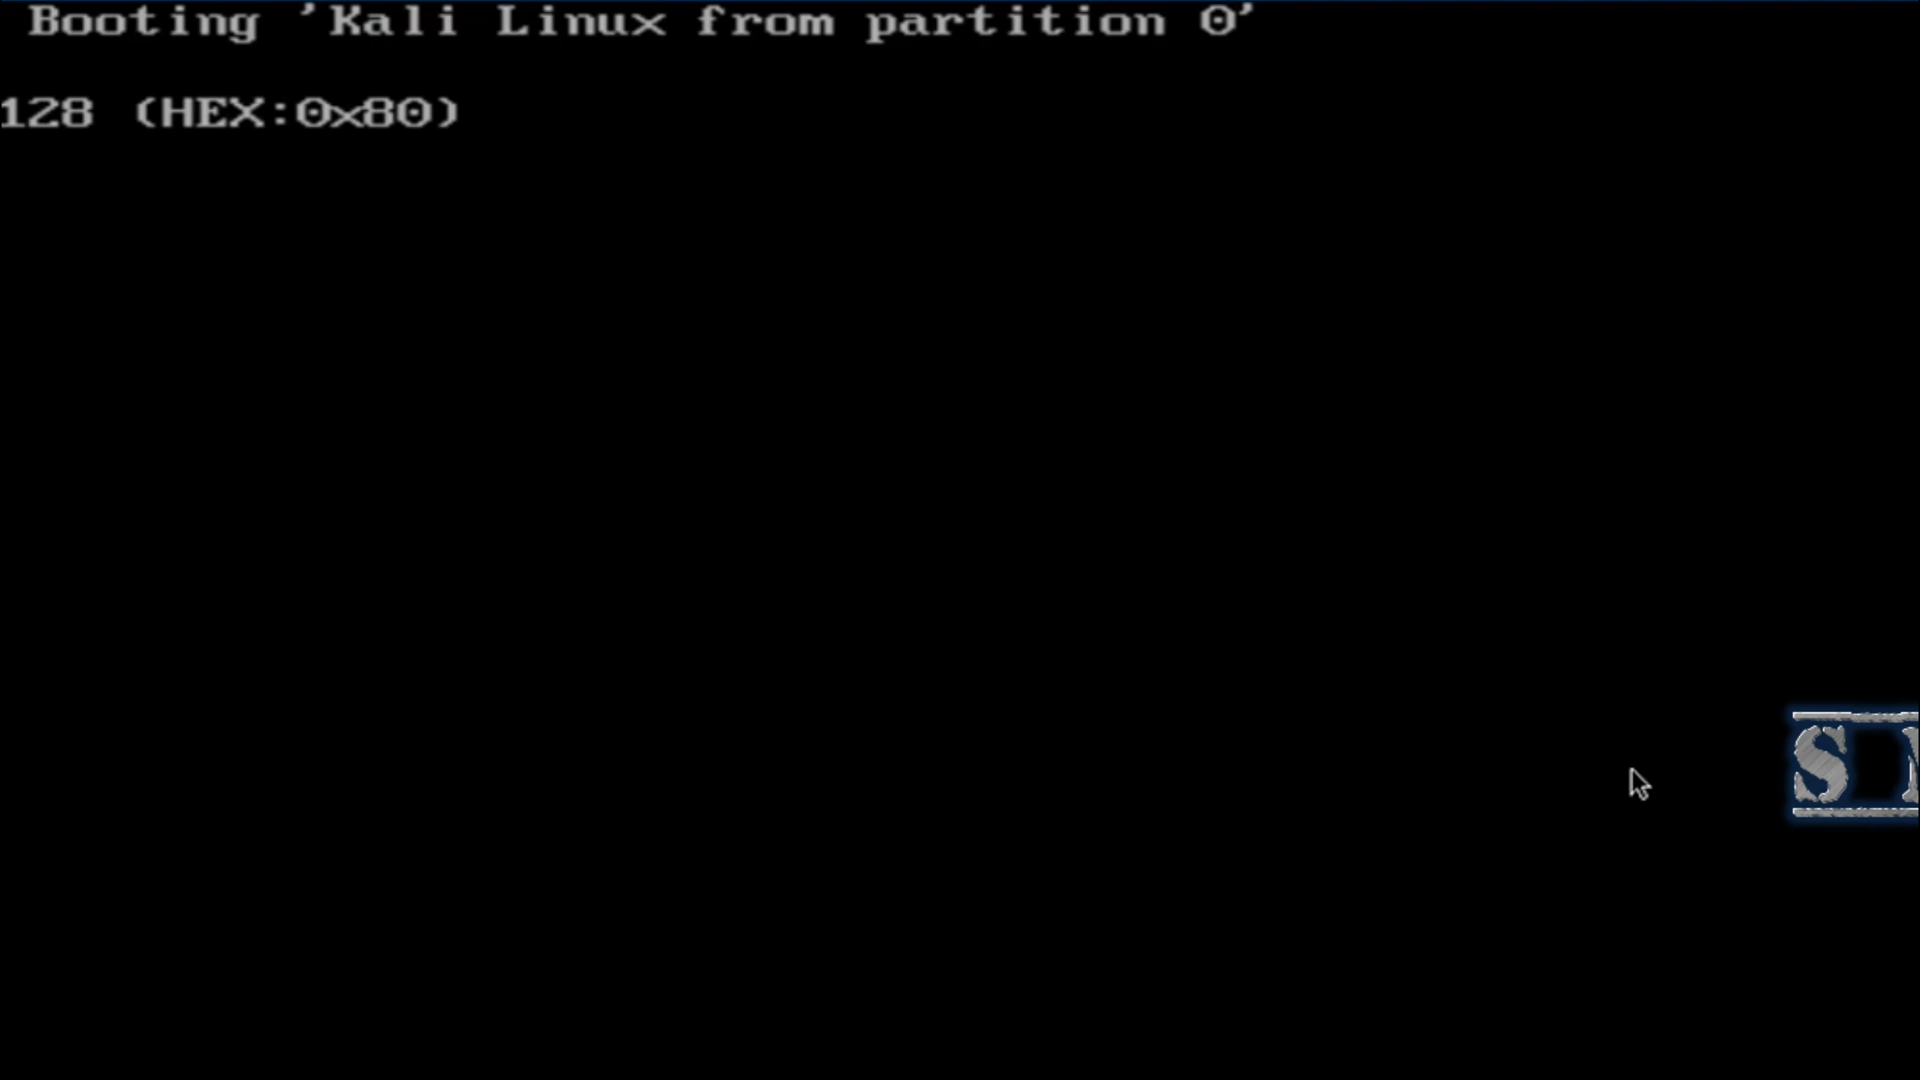 Booting 'Kali Linux from partition 0'
128 (HEX:0x80)
S